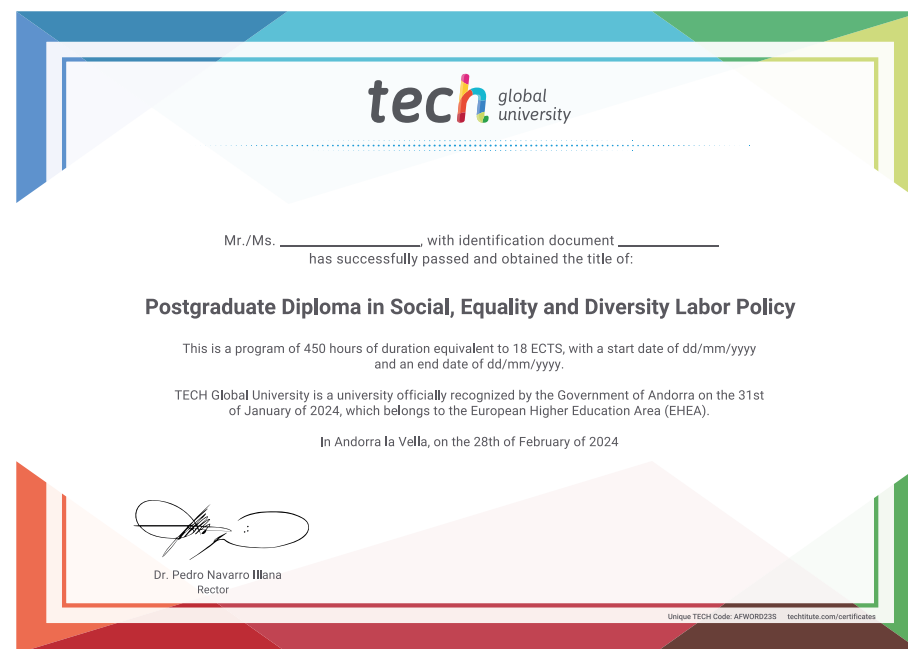 tech global university
Mr./Ms. ____________________, with identification document ______________
has successfully passed and obtained the title of:
Postgraduate Diploma in Social, Equality and Diversity Labor Policy
This is a program of 450 hours of duration equivalent to 18 ECTS, with a start date of dd/mm/yyyy
and an end date of dd/mm/yyyy.
TECH Global University is a university officially recognized by the Government of Andorra on the 31st
of January of 2024, which belongs to the European Higher Education Area (EHEA).
In Andorra la Vella, on the 28th of February of 2024
Dr. Pedro Navarro Illana
Rector
Unique TECH Code: AFWORD23S techtitute.com/certificates